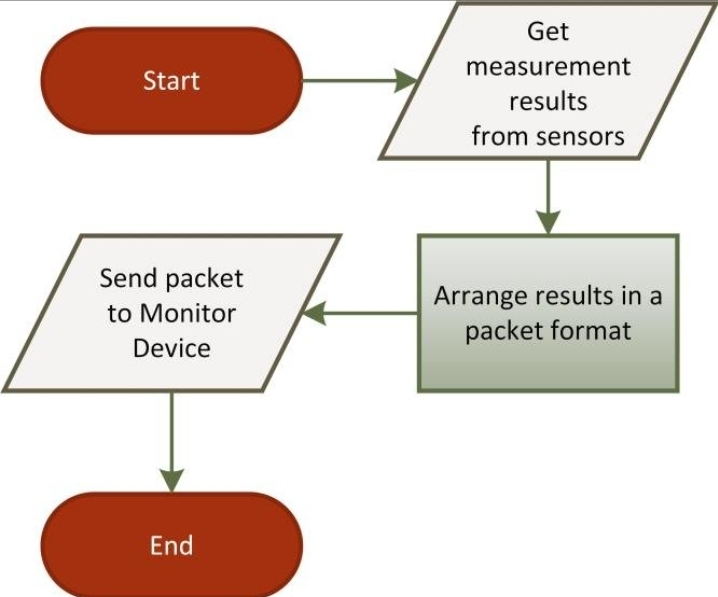 Start
Get
measurement
results
from sensors
Arrange results in a
packet format
Send packet
to Monitor
Device
End